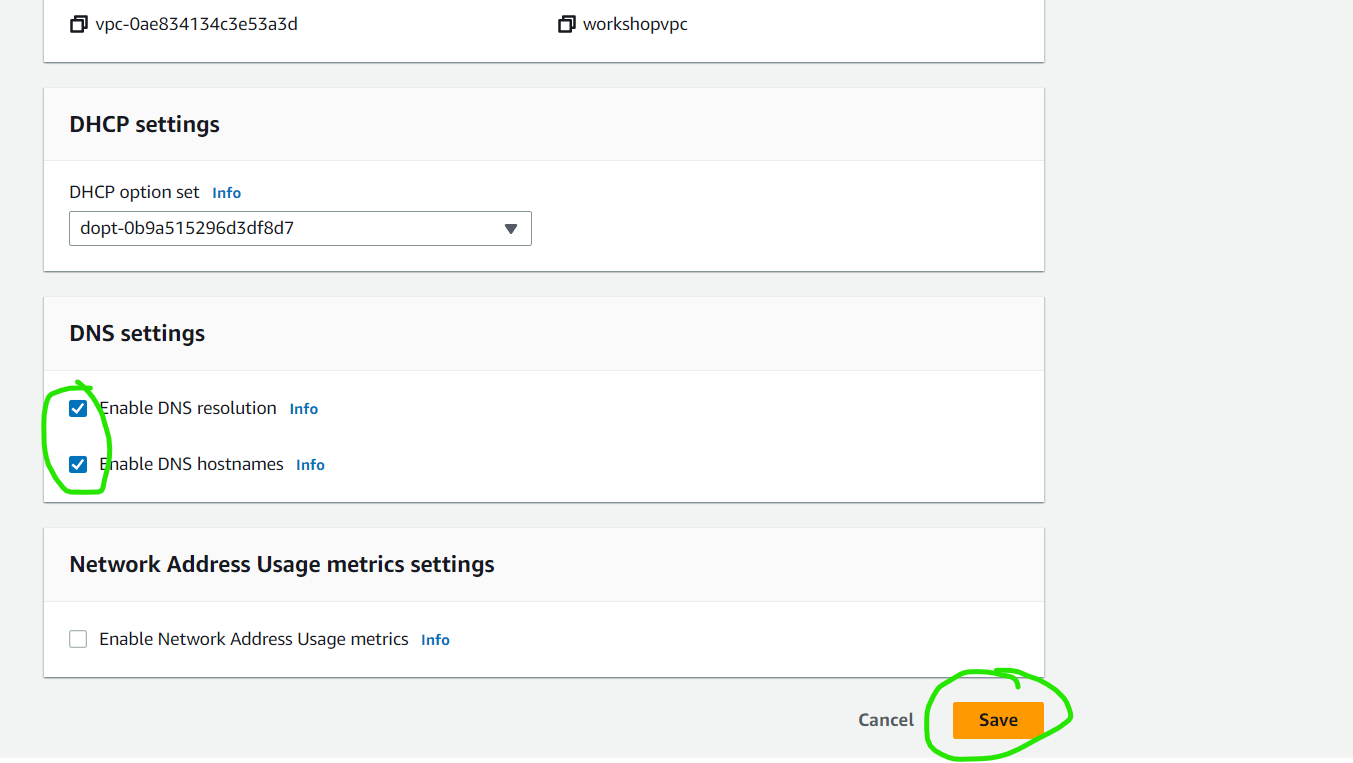 vpc-0ae834134c3e53a3d workshopvpc
DHCP settings
DHCP option set Info
dopt-0b9a515296d3df8d7
DNS settings
Enable DNS resolution Info
Enable DNS hostnames Info
Network Address Usage metrics settings
Enable Network Address Usage metrics Info
Cancel Save